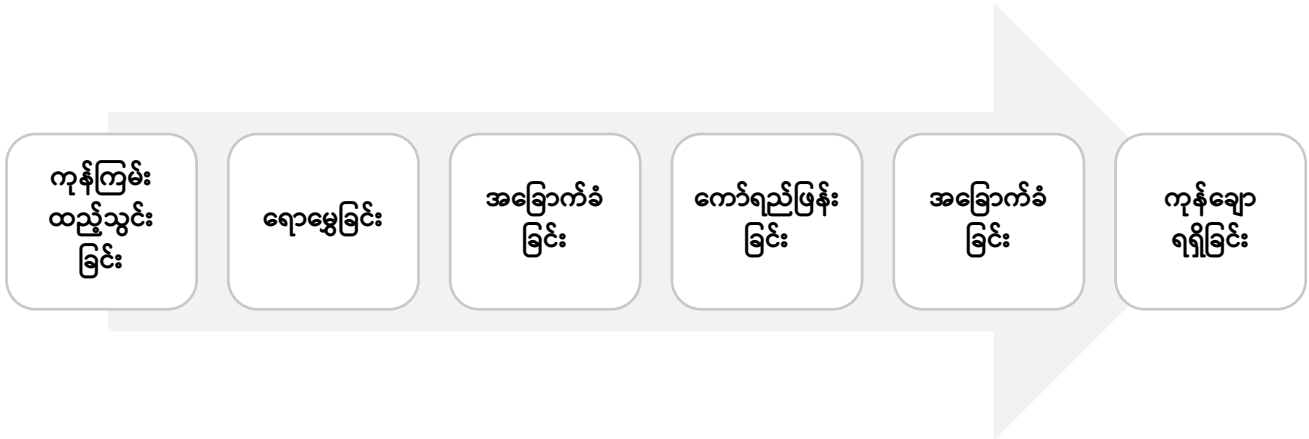 ကုန်ကြမ်း
ထည့်သွင်း
ခြင်း
ရောမွှေခြင်း
အခြောက်ခံ
ခြင်း
ကော်ရည်ဖြန်း
ခြင်း
အခြောက်ခံ
ခြင်း
ကုန်ချော
ရရှိခြင်း